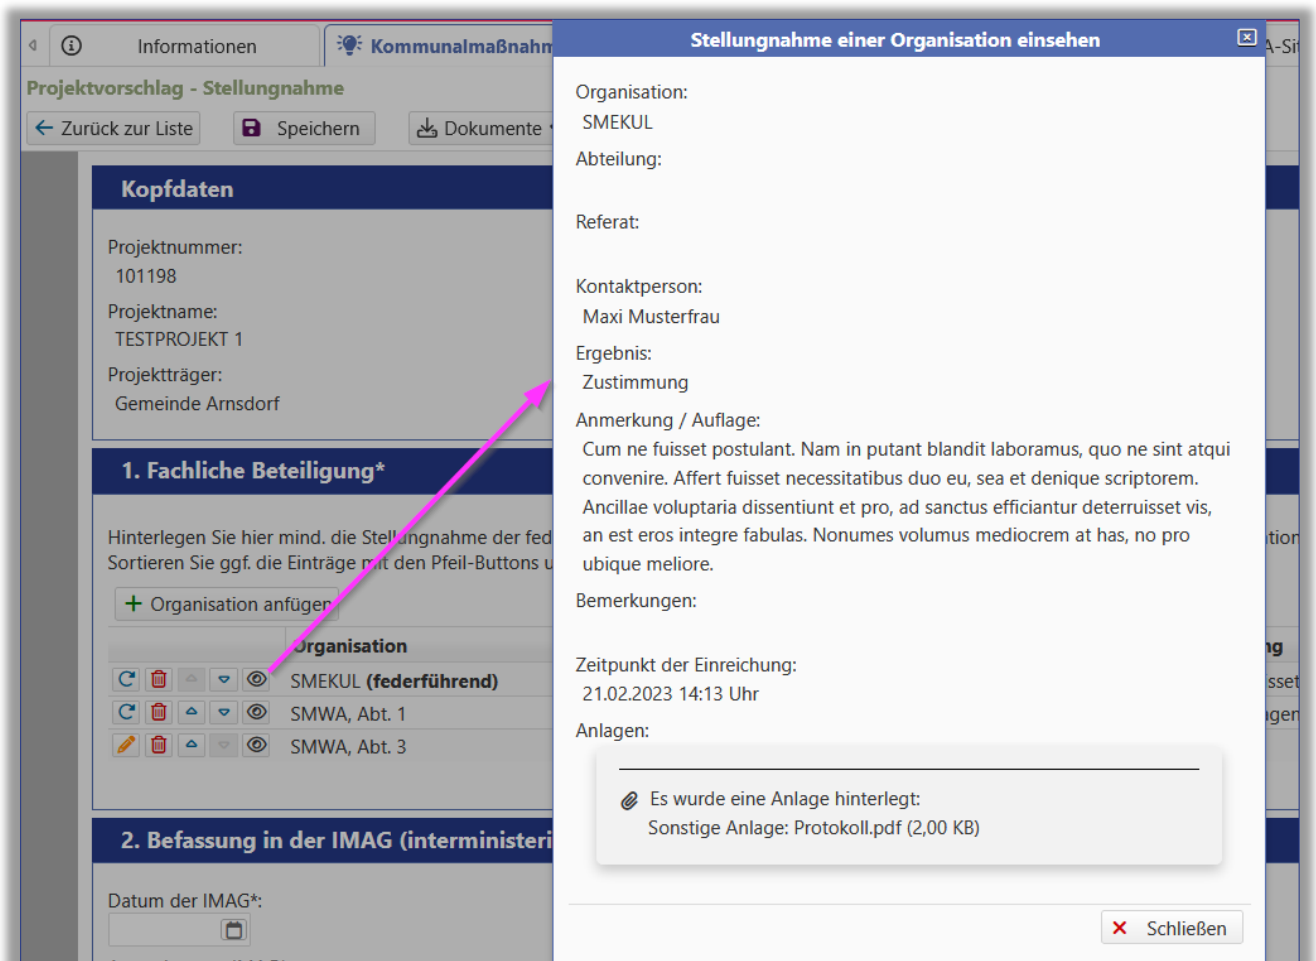 Informationen
Kommunalmaßnahm
Projektvorschlag - Stellungnahme
Zurück zur Liste
Speichern
Dokumente
Kopfdaten
Projektnummer:
101198
Projektname:
TESTPROJEKT 1
Projektträger:
Gemeinde Arnsdorf
1. Fachliche Beteiligung*
Hinterlegen Sie hier mind. die Stellungnahme der fed
Sortieren Sie ggf. die Einträge mit den Pfeil-Buttons u
Organisation anfügen
Organisation
SMEKUL (federführend)
SMWA, Abt. 1
SMWA, Abt. 3
2. Befassung in der IMAG (interministeri
Datum der IMAG*:
Stellungnahme einer Organisation einsehen
Organisation:
SMEKUL
Abteilung:
Referat:
Kontaktperson:
Maxi Musterfrau
Ergebnis:
Zustimmung
Anmerkung / Auflage:
Cum ne fuisset postulant. Nam in putant blandit laboramus, quo ne sint atqui
convenire. Affert fuisset necessitatibus duo eu, sea et denique scriptorem.
Ancillae voluptaria dissentiunt et pro, ad sanctus efficiantur deterruisset vis,
an est eros integre fabulas. Nonumes volumus mediocrem at has, no pro
ubique meliore.
Bemerkungen:
Zeitpunkt der Einreichung:
21.02.2023 14:13 Uhr
Anlagen:
Es wurde eine Anlage hinterlegt:
Sonstige Anlage: Protokoll.pdf (2,00 KB)
Schließen
A-Sit
tion
ng
sset
gen